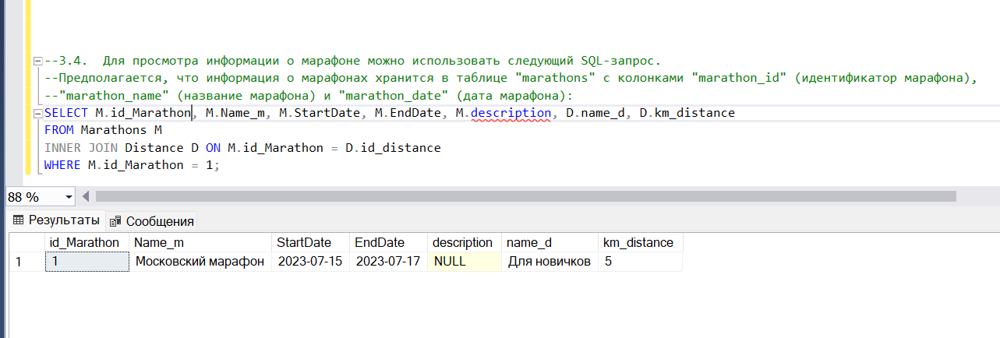 --3.4.  Для просмотра информации о марафоне можно использовать следующий SQL-запрос.
--Предполагается, что информация о марафонах хранится в таблице "marathons" с колонками "marathon_id" (идентификатор марафона),
--"marathon_name" (название марафона) и "marathon_date" (дата марафона):
SELECT M.id_Marathon, M.Name_m, M.StartDate, M.EndDate, M.description, D.name_d, D.km_distance
FROM Marathons M
INNER JOIN Distance D ON M.id_Marathon = D.id_distance
WHERE M.id_Marathon = 1;
88 %
Результаты Сообщения
id_Marathon Name_m StartDate EndDate description name_d km_distance
1 1 Московский марафон 2023-07-15 2023-07-17 NULL Для новичков 5